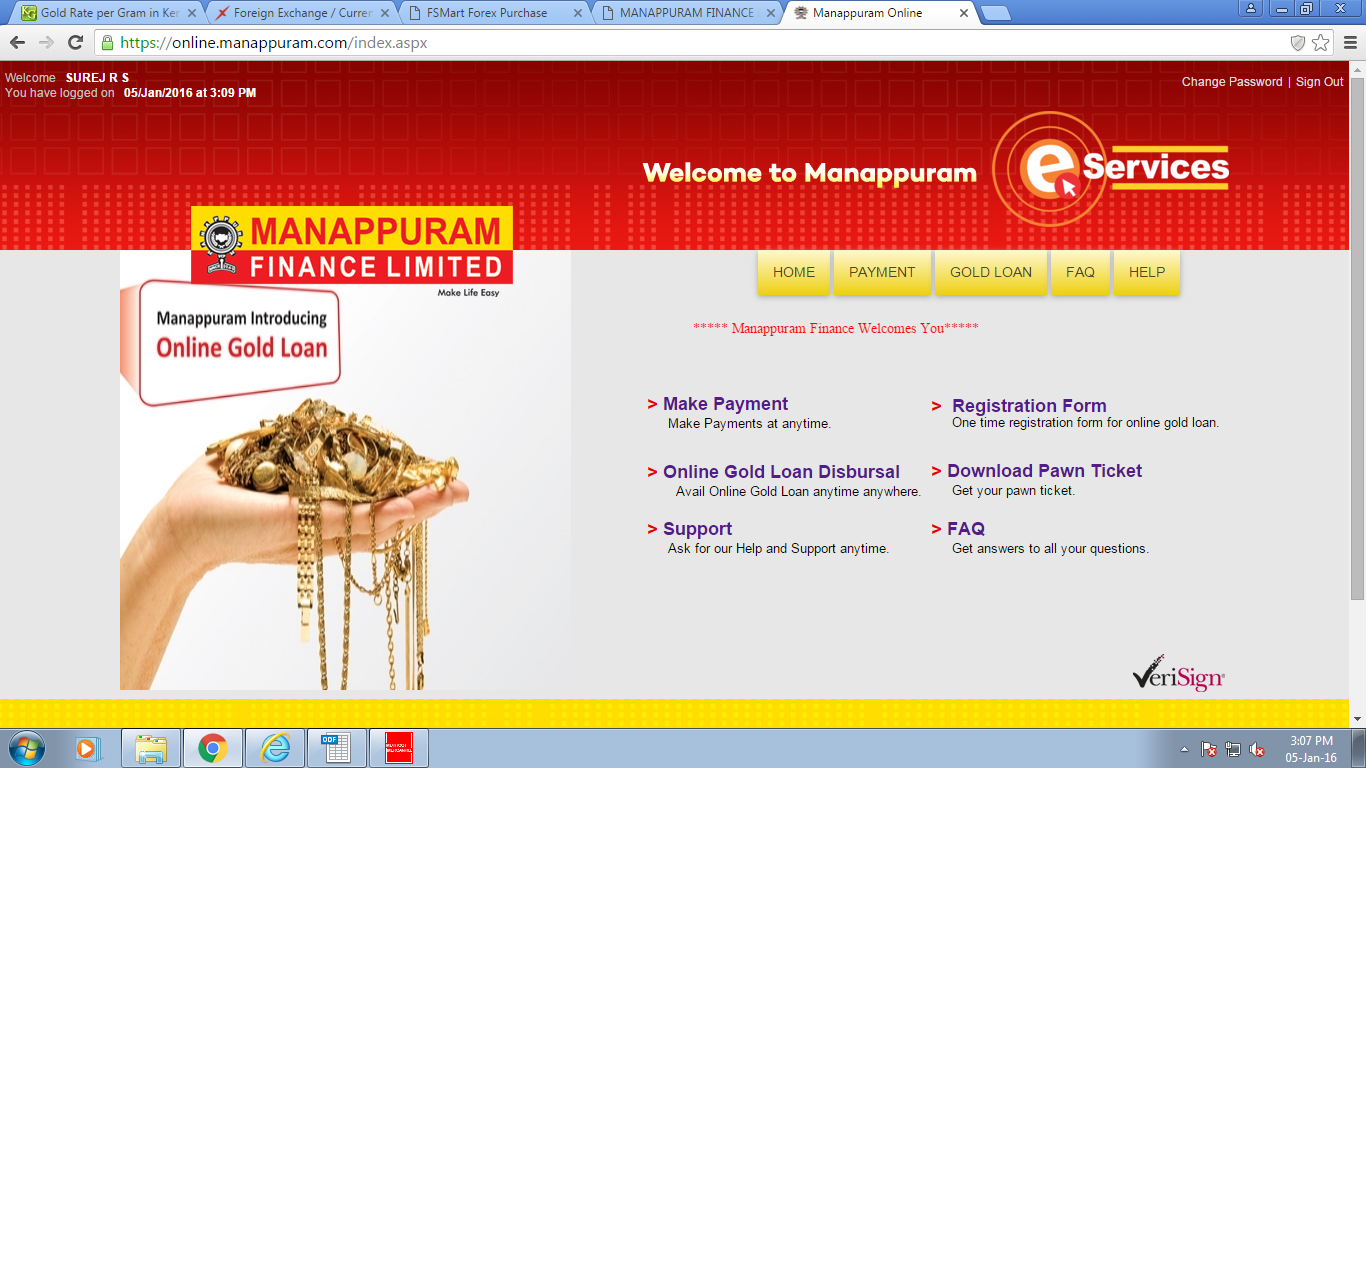 Gold Rate per Gram in Ker
Foreign Exchange / Curren
FSMart Forex Purchase
MANAPPURAM FINANCE
Manappuram Online
https://online.manappuram.com/index.aspx
Welcome SUREJ R S
You have logged on 05/Jan/2016 at 3:09 PM
Change Password | Sign Out
Welcome to Manappuram
e Services
MANAPPURAM
FINANCE LIMITED
Make Life Easy
HOME
PAYMENT
GOLD LOAN
FAQ
HELP
Manappuram Introducing
Online Gold Loan
***** Manappuram Finance Welcomes You*****
> Make Payment
Make Payments at anytime.
> Registration Form
One time registration form for online gold loan.
> Online Gold Loan Disbursal
Avail Online Gold Loan anytime anywhere.
> Download Pawn Ticket
Get your pawn ticket.
> Support
Ask for our Help and Support anytime.
> FAQ
Get answers to all your questions.
VeriSign
ODF
3:07 PM
05-Jan-16